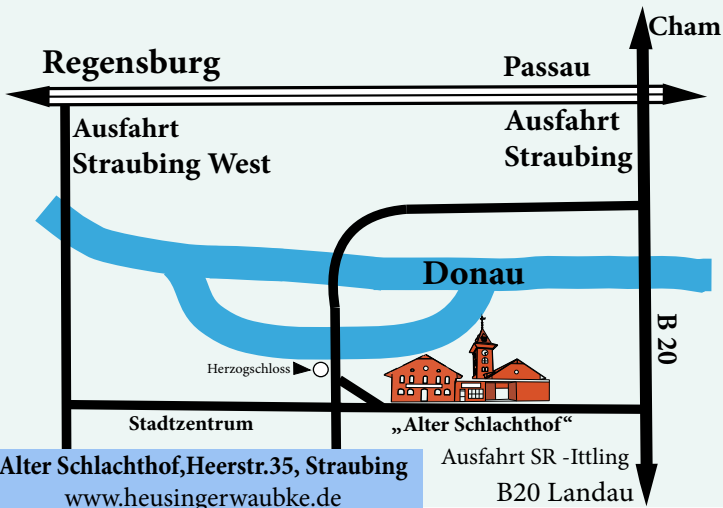 Cham
Regensburg
Passau
Ausfahrt
Straubing West
Ausfahrt
Straubing
Donau
B 20
Herzogschloss
Stadtzentrum
„Alter Schlachthof“
Alter Schlachthof,Heerstr.35, Straubing
www.heusingerwaubke.de
Ausfahrt SR -Ittling
B20 Landau